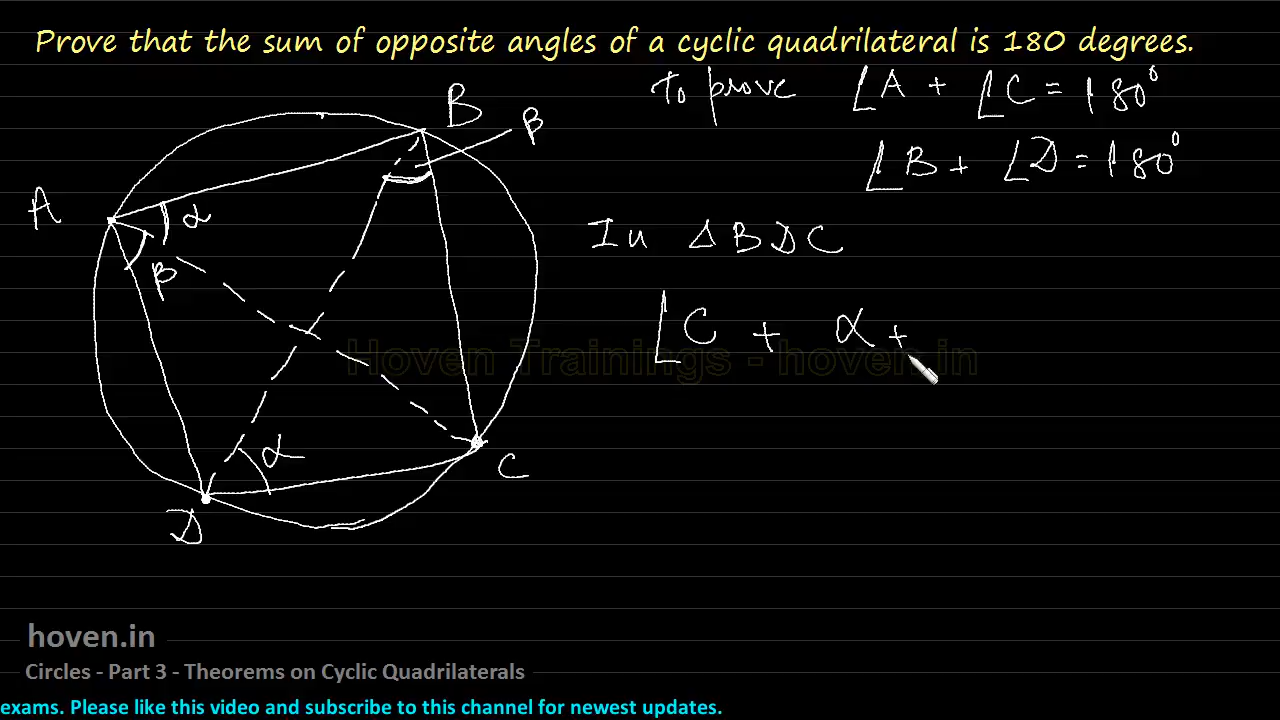 Prove that the sum of opposite angles of a cyclic quadrilateral is 180 degrees.
To prove ∠A + ∠C = 180°
∠B + ∠D = 180°
B
β
A
α
β
In △BDC
∠C + α +
Hoven Trainings - hoven.in
α
C
D
hoven.in
Circles - Part 3 - Theorems on Cyclic Quadrilaterals
exams. Please like this video and subscribe to this channel for newest updates.